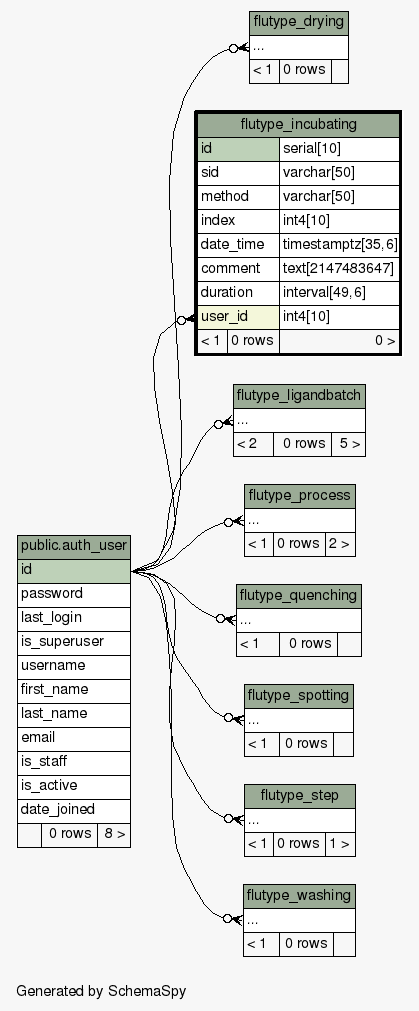 flutype_drying
...
< 1 0 rows
flutype_incubating
id serial[10]
sid varchar[50]
method varchar[50]
index int4[10]
date_time timestamptz[35,6]
comment text[2147483647]
duration interval[49,6]
user_id int4[10]
< 1 0 rows 0 >
flutype_ligandbatch
...
< 2 0 rows 5 >
flutype_process
...
< 1 0 rows 2 >
public.auth_user
id
password
last_login
is_superuser
username
first_name
last_name
email
is_staff
is_active
date_joined
0 rows 8 >
flutype_quenching
...
< 1 0 rows
flutype_spotting
...
< 1 0 rows
flutype_step
...
< 1 0 rows 1 >
flutype_washing
...
< 1 0 rows
Generated by SchemaSpy